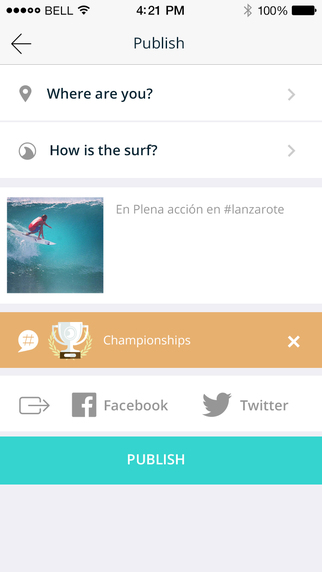 BELL 4:21 PM 100%
Publish
Where are you?
How is the surf?
En Plena acción en #lanzarote
# Championships
Facebook Twitter
PUBLISH